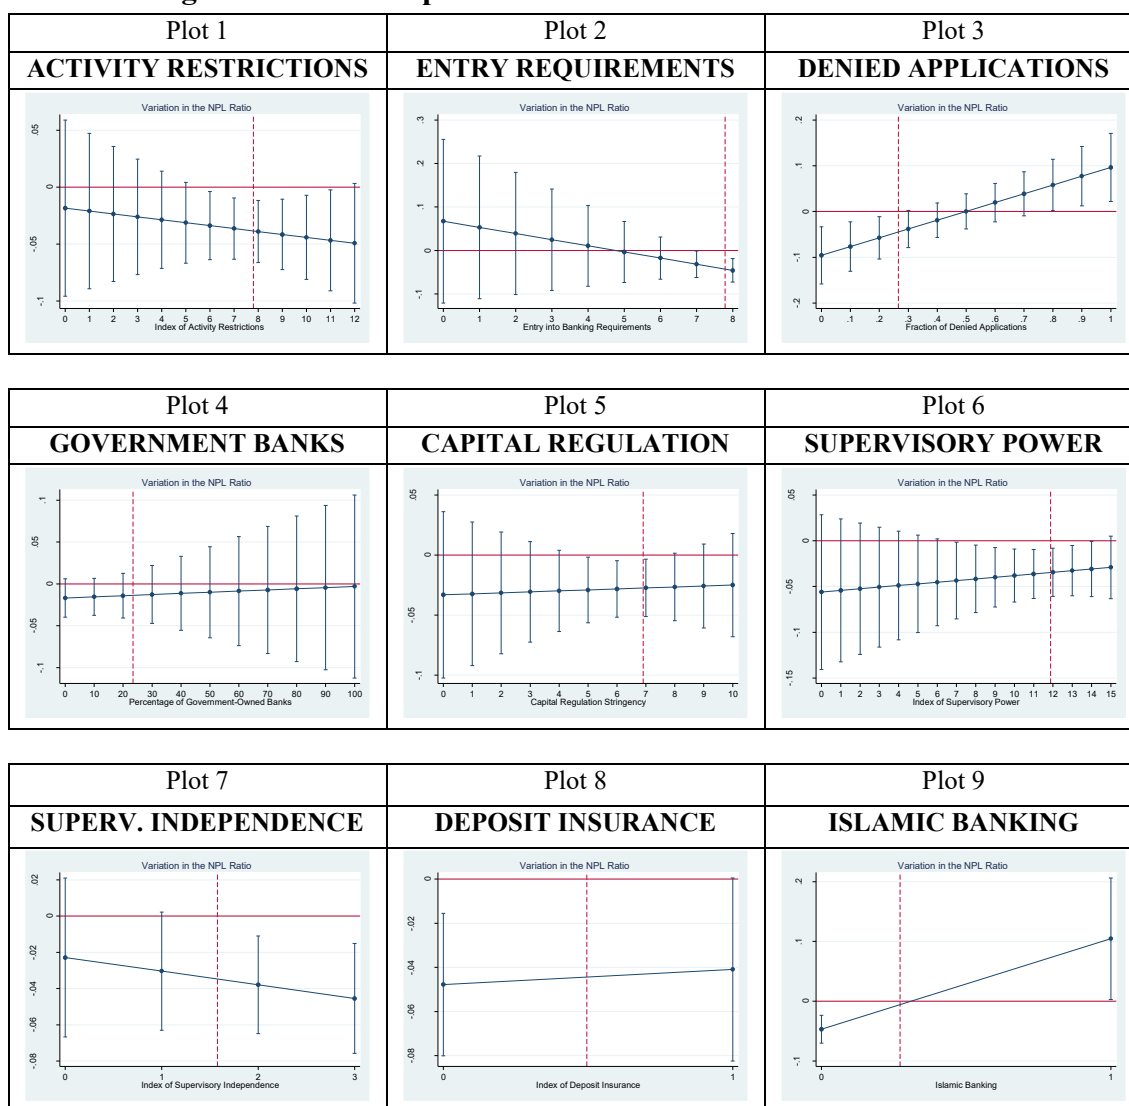 Plot 1
Plot 2
Plot 3
ACTIVITY RESTRICTIONS
ENTRY REQUIREMENTS
DENIED APPLICATIONS
Variation in the NPL Ratio
.05
0
-.05
-.1
0 1 2 3 4 5 6 7 8 9 10 11 12
Index of Activity Restrictions
Variation in the NPL Ratio
.3
.2
.1
0
-.1
0 1 2 3 4 5 6 7 8
Entry into Banking Requirements
Variation in the NPL Ratio
.2
.1
0
-.1
-.2
0 .1 .2 .3 .4 .5 .6 .7 .8 .9 1
Fraction of Denied Applications
Plot 4
Plot 5
Plot 6
GOVERNMENT BANKS
CAPITAL REGULATION
SUPERVISORY POWER
Variation in the NPL Ratio
.1
.05
0
-.05
-.1
0 10 20 30 40 50 60 70 80 90 100
Percentage of Government-Owned Banks
Variation in the NPL Ratio
.05
0
-.05
-.1
0 1 2 3 4 5 6 7 8 9 10
Capital Regulation Stringency
Variation in the NPL Ratio
.05
0
-.05
-.1
-.15
0 1 2 3 4 5 6 7 8 9 10 11 12 13 14 15
Index of Supervisory Power
Plot 7
Plot 8
Plot 9
SUPERV. INDEPENDENCE
DEPOSIT INSURANCE
ISLAMIC BANKING
Variation in the NPL Ratio
.02
0
-.02
-.04
-.06
-.08
0 1 2 3
Index of Supervisory Independence
Variation in the NPL Ratio
0
-.02
-.04
-.06
-.08
0 1
Index of Deposit Insurance
Variation in the NPL Ratio
.2
.1
0
-.1
0 1
Islamic Banking